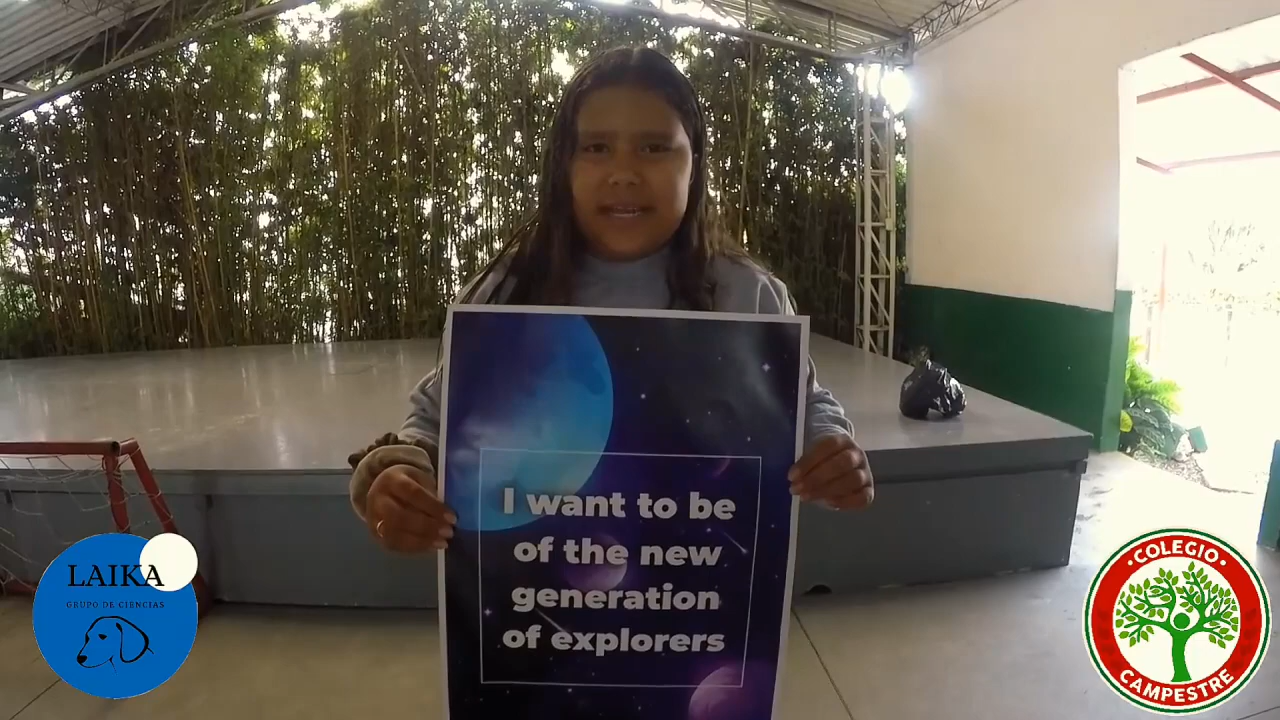 I want to be
of the new
generation
of explorers
LAIKA
GRUPO DE CIENCIAS
· COLEGIO ·
CAMPESTRE